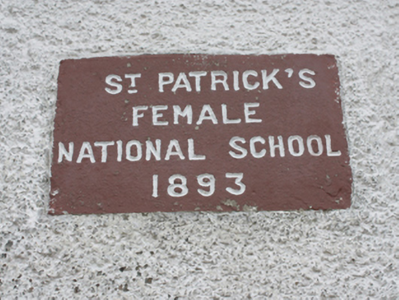 ST PATRICK'S
FEMALE
NATIONAL SCHOOL
1893